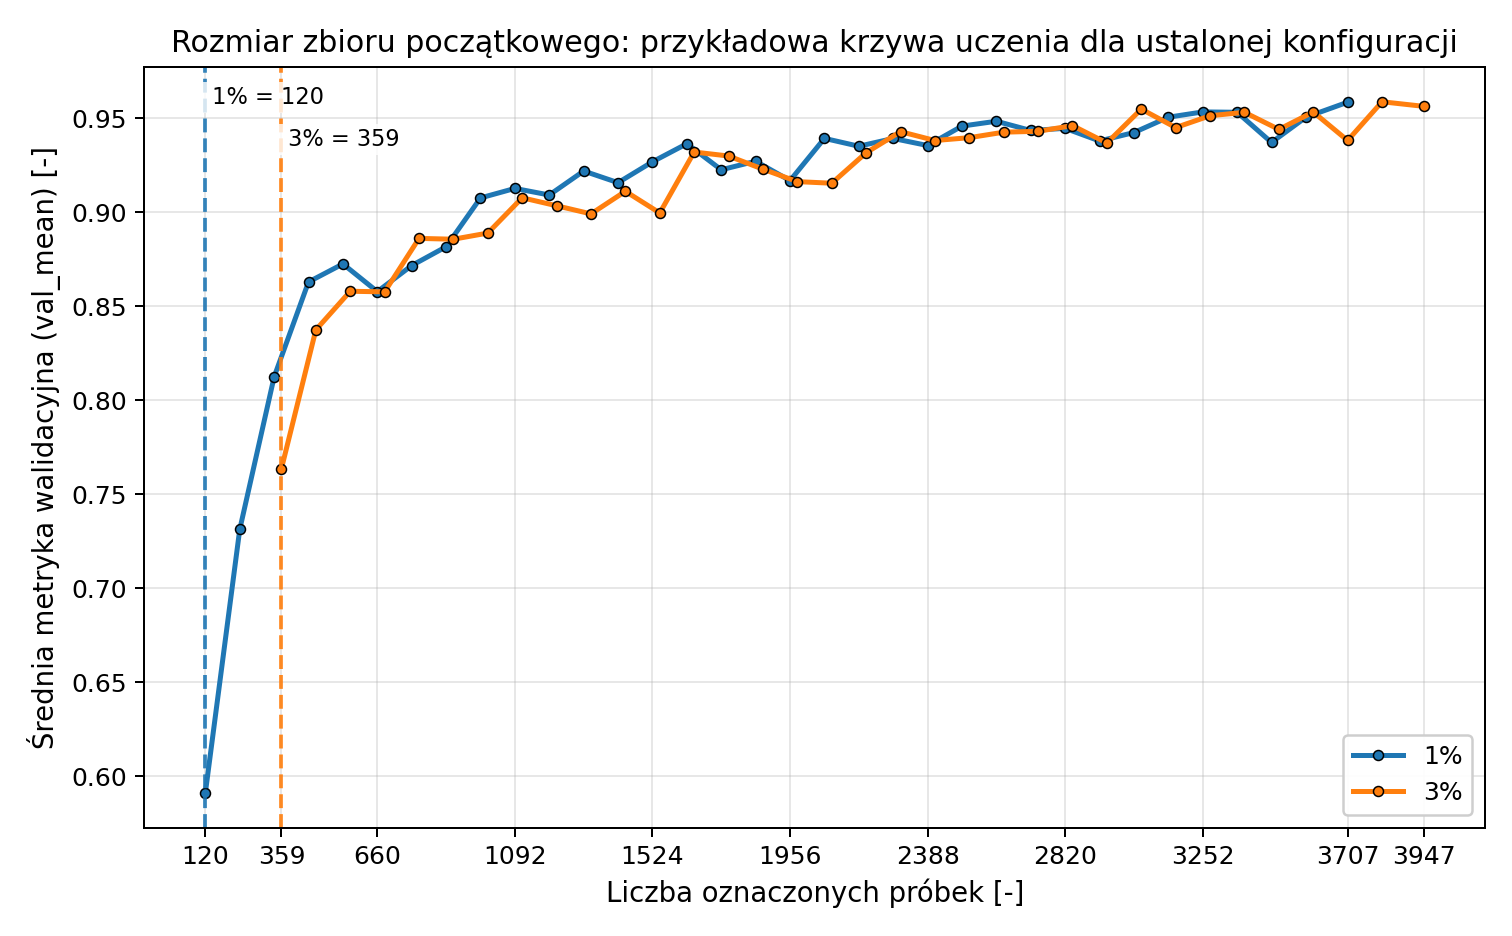 Rozmiar zbioru początkowego: przykładowa krzywa uczenia dla ustalonej konfiguracji
1% = 120
3% = 359
Średnia metryka walidacyjna (val_mean) [-]
0.95
0.90
0.85
0.80
0.75
0.70
0.65
0.60
1%
3%
120 359 660 1092 1524 1956 2388 2820 3252 3707 3947
Liczba oznaczonych próbek [-]